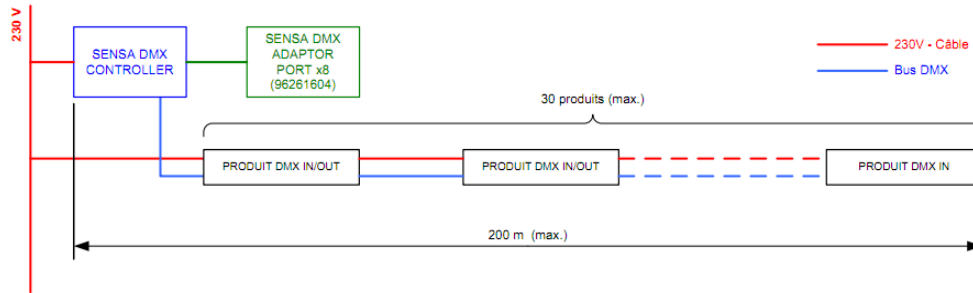 230 V
SENSA DMX
CONTROLLER
SENSA DMX
ADAPTOR
PORT x8
(96261604)
230V - Câble
Bus DMX
30 produits (max.)
PRODUIT DMX IN/OUT
PRODUIT DMX IN/OUT
PRODUIT DMX IN
200 m (max.)